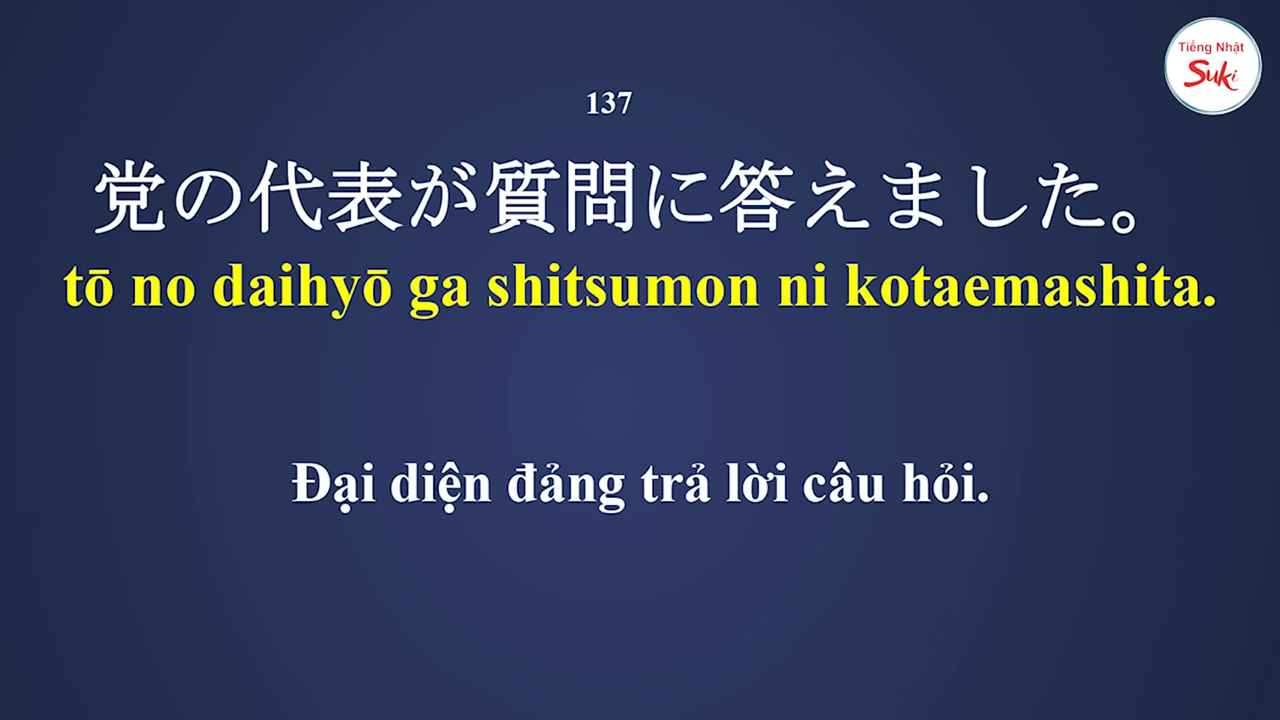 Tiếng Nhật
Suki
137
党の代表が質問に答えました。
tō no daihyō ga shitsumon ni kotaemashita.
Đại diện đảng trả lời câu hỏi.